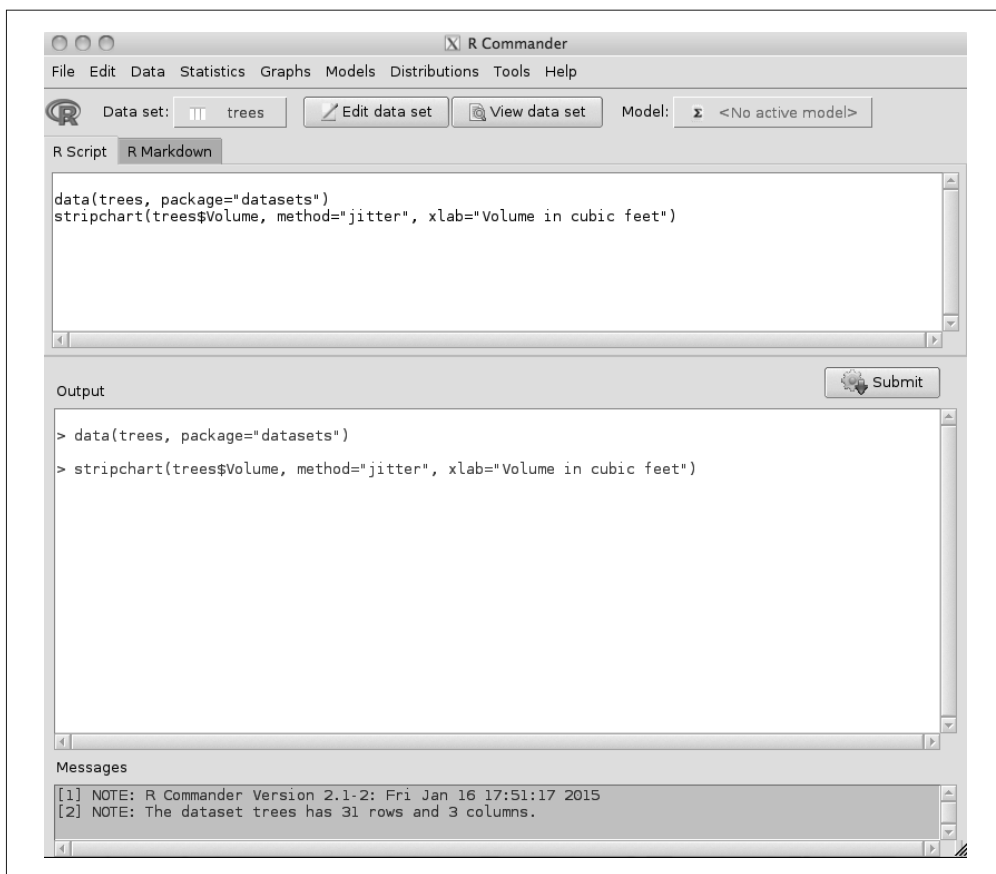 R Commander
File Edit Data Statistics Graphs Models Distributions Tools Help
R Data set: trees Edit data set View data set Model: Σ <No active model>
R Script R Markdown
data(trees, package="datasets")
stripchart(trees$Volume, method="jitter", xlab="Volume in cubic feet")
Output Submit
> data(trees, package="datasets")
> stripchart(trees$Volume, method="jitter", xlab="Volume in cubic feet")
Messages
[1] NOTE: R Commander Version 2.1-2: Fri Jan 16 17:51:17 2015
[2] NOTE: The dataset trees has 31 rows and 3 columns.